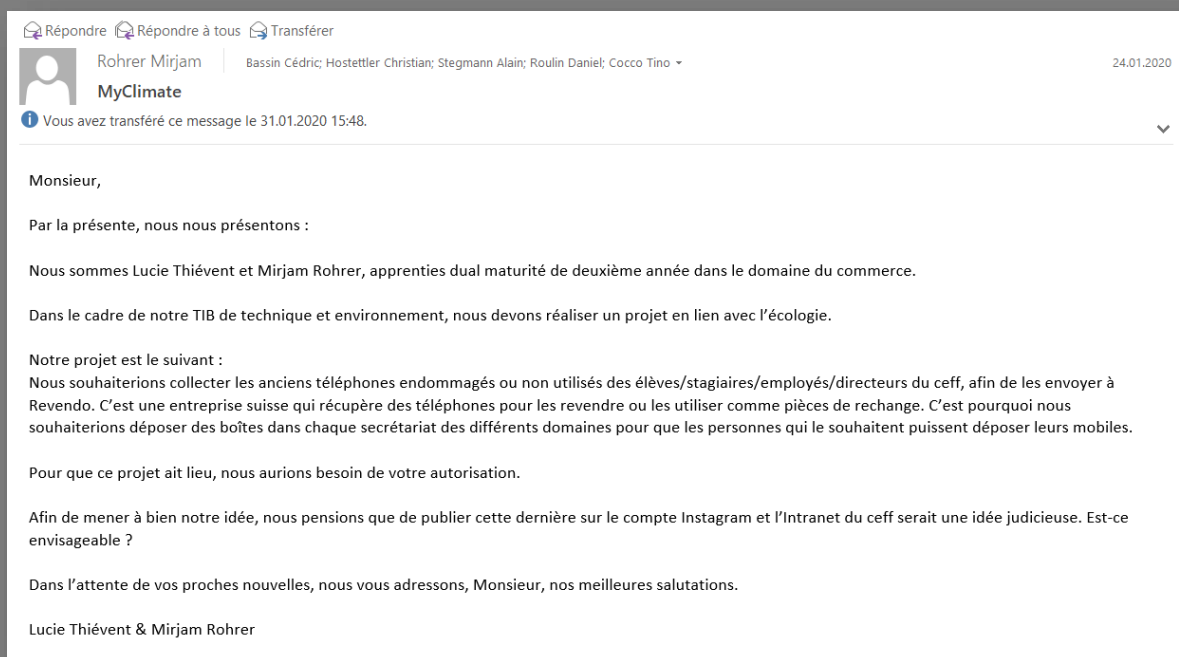 Répondre Répondre à tous Transférer
Rohrer Mirjam Bassin Cédric; Hostettler Christian; Stegmann Alain; Roulin Daniel; Cocco Tino 24.01.2020
MyClimate
Vous avez transféré ce message le 31.01.2020 15:48.
Monsieur,
Par la présente, nous nous présentons :
Nous sommes Lucie Thiévent et Mirjam Rohrer, apprenties dual maturité de deuxième année dans le domaine du commerce.
Dans le cadre de notre TIB de technique et environnement, nous devons réaliser un projet en lien avec l’écologie.
Notre projet est le suivant :
Nous souhaiterions collecter les anciens téléphones endommagés ou non utilisés des élèves/stagiaires/employés/directeurs du ceff, afin de les envoyer à
Revendo. C’est une entreprise suisse qui récupère des téléphones pour les revendre ou les utiliser comme pièces de rechange. C’est pourquoi nous
souhaiterions déposer des boîtes dans chaque secrétariat des différents domaines pour que les personnes qui le souhaitent puissent déposer leurs mobiles.
Pour que ce projet ait lieu, nous aurions besoin de votre autorisation.
Afin de mener à bien notre idée, nous pensions que de publier cette dernière sur le compte Instagram et l’Intranet du ceff serait une idée judicieuse. Est-ce
envisageable ?
Dans l’attente de vos proches nouvelles, nous vous adressons, Monsieur, nos meilleures salutations.
Lucie Thiévent & Mirjam Rohrer